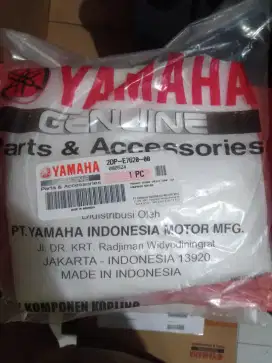 YAMAHA
GENUINE
Parts & Accessories
YAMAHA
2DP-E7620-00
1 PC
Parts & Accessories
Didistribusi Oleh
PT.YAMAHA INDONESIA MOTOR MFG.
JL. DR. KRT. Radjiman Widyodiningrat
JAKARTA - INDONESIA 13920
MADE IN INDONESIA
KOMPONEN KOPLING